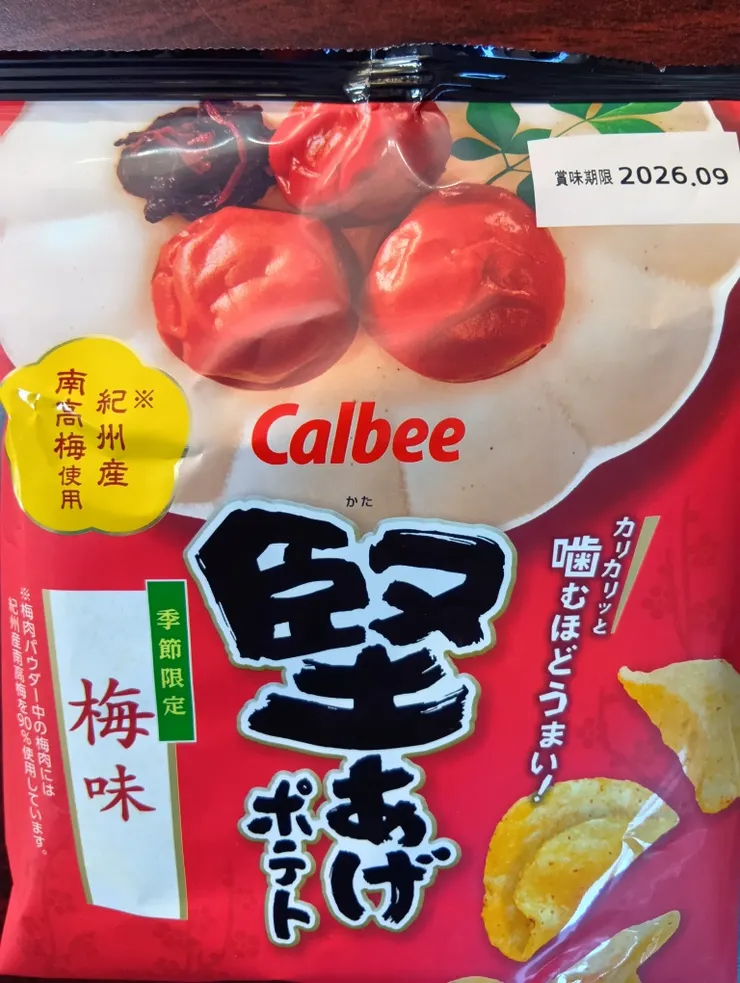 賞味期限 2026.09
※紀州産
南高梅使用
Calbee
かた
堅あげ
ポテト
カリカリッと
噛むほどうまい!
季節限定
梅味
※梅肉パウダー中の梅肉には
紀州産南高梅を90%使用しています。